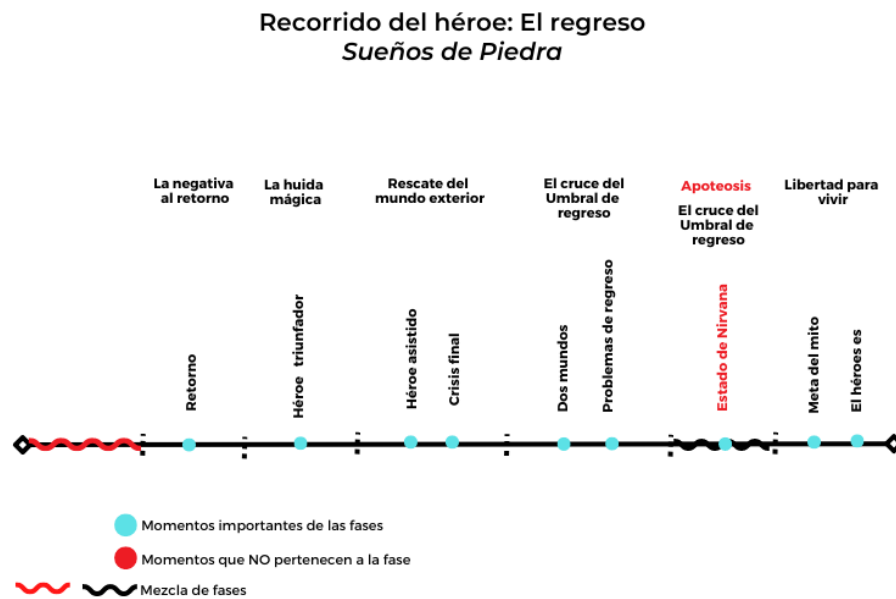 Recorrido del héroe: El regreso
Sueños de Piedra
La negativa
al retorno
La huida
mágica
Rescate del
mundo exterior
El cruce del
Umbral de
regreso
Apoteosis
El cruce del
Umbral de
regreso
Libertad para
vivir
Retorno
Héroe triunfador
Héroe asistido
Crisis final
Dos mundos
Problemas de regreso
Estado de Nirvana
Meta del mito
El héroes es
Momentos importantes de las fases
Momentos que NO pertenecen a la fase
Mezcla de fases